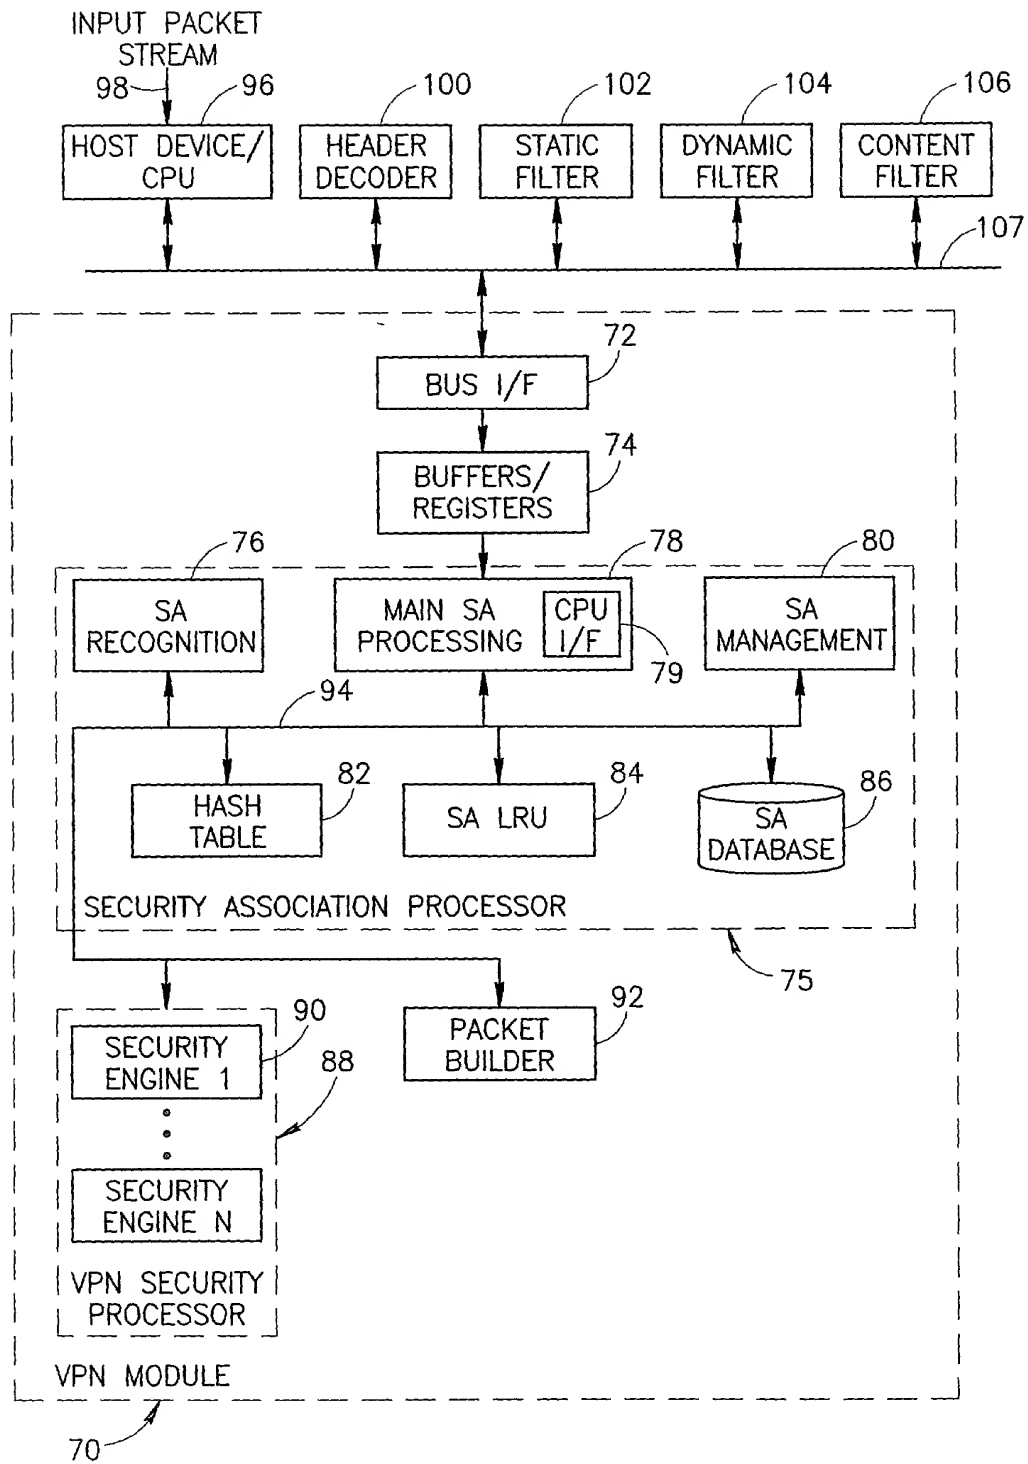 INPUT PACKET
STREAM
98
96
100
102
104
106
HOST DEVICE/
CPU
HEADER
DECODER
STATIC
FILTER
DYNAMIC
FILTER
CONTENT
FILTER
107
72
BUS I/F
74
BUFFERS/
REGISTERS
76
78
80
SA
RECOGNITION
MAIN SA
PROCESSING
CPU
I/F
79
SA
MANAGEMENT
94
82
84
86
HASH
TABLE
SA LRU
SA
DATABASE
SECURITY ASSOCIATION PROCESSOR
75
90
92
SECURITY
ENGINE 1
88
PACKET
BUILDER
SECURITY
ENGINE N
VPN SECURITY
PROCESSOR
VPN MODULE
70